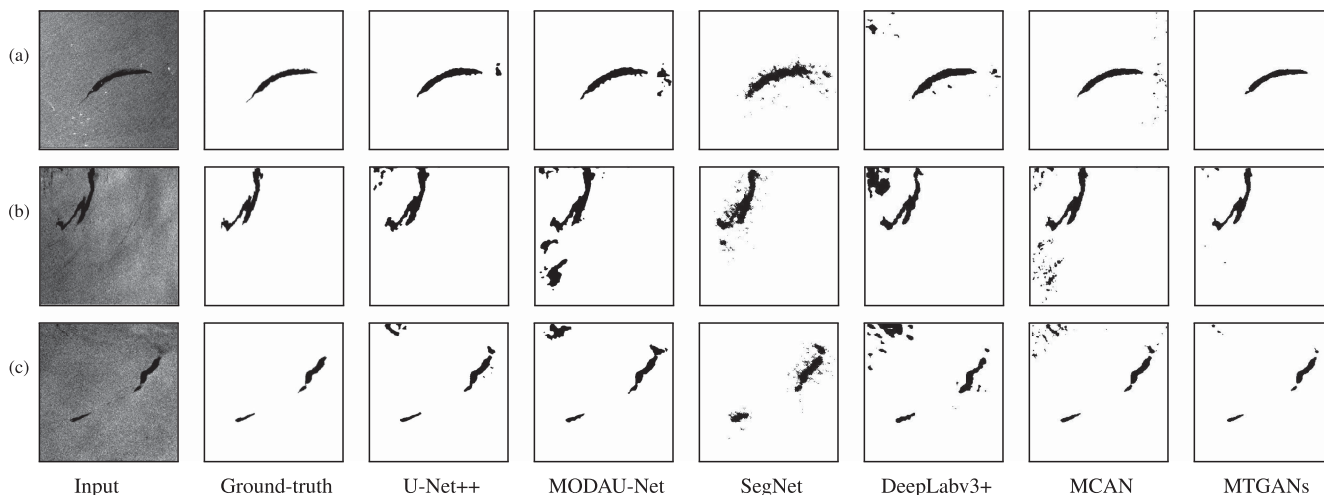 (a)
(b)
(c)
Input Ground-truth U-Net++ MODAU-Net SegNet DeepLabv3+ MCAN MTGANs